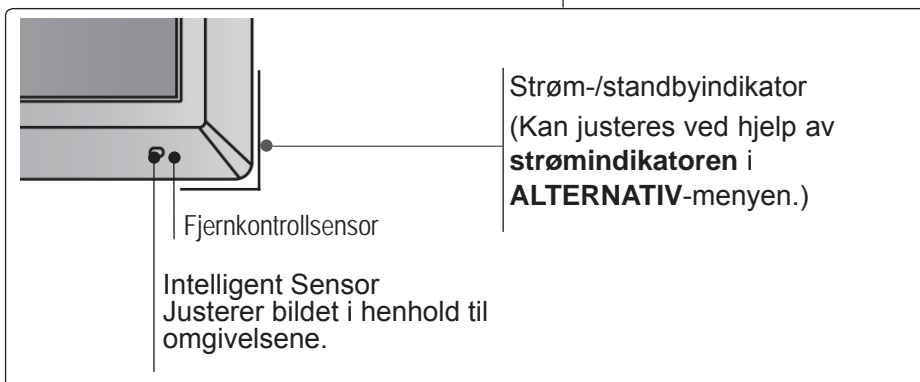 Strøm-/standbyindikator
(Kan justeres ved hjelp av
strømindikatoren i
ALTERNATIV-menyen.)
Fjernkontrollsensor
Intelligent Sensor
Justerer bildet i henhold til
omgivelsene.